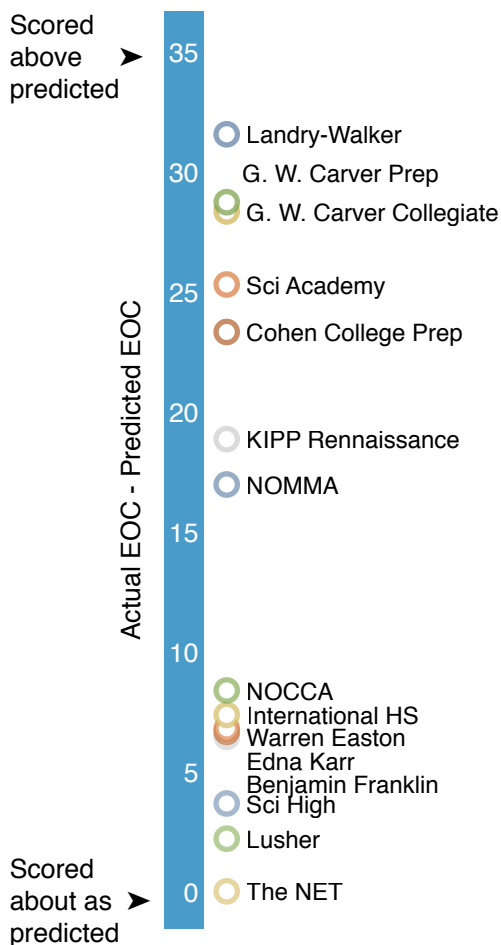 Scored
above
predicted
35
Landry-Walker
30
G. W. Carver Prep
G. W. Carver Collegiate
25
Sci Academy
Cohen College Prep
Actual EOC - Predicted EOC
20
KIPP Rennaissance
NOMMA
15
10
NOCCA
International HS
Warren Easton
Edna Karr
5
Benjamin Franklin
Sci High
Lusher
Scored
about as
predicted
0
The NET